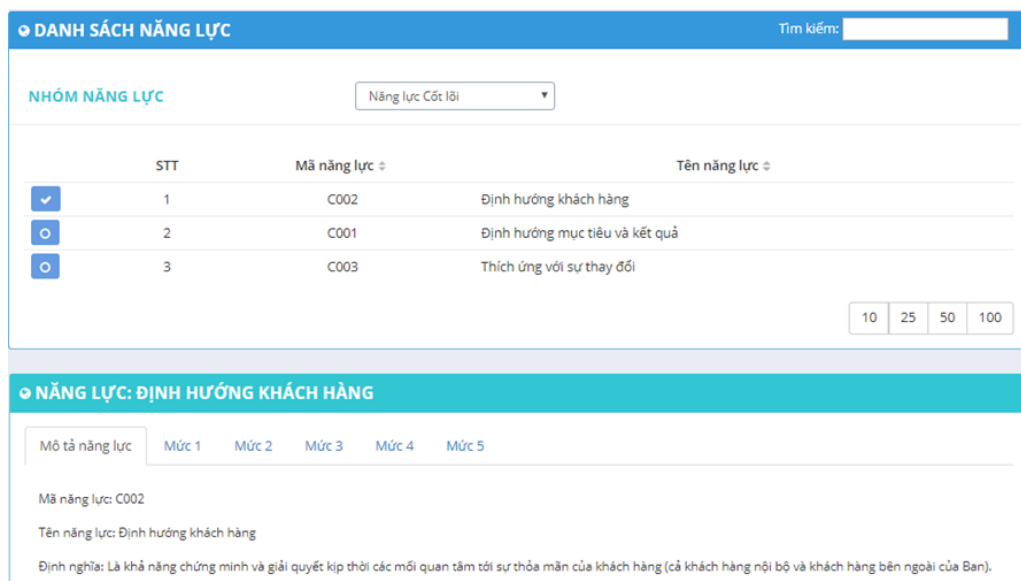 DANH SÁCH NĂNG LỰC Tìm kiếm:
NHÓM NĂNG LỰC Năng lực Cốt lõi
STT Mã năng lực Tên năng lực
1 C002 Định hướng khách hàng
2 C001 Định hướng mục tiêu và kết quả
3 C003 Thích ứng với sự thay đổi
10 25 50 100
NĂNG LỰC: ĐỊNH HƯỚNG KHÁCH HÀNG
Mô tả năng lực Mức 1 Mức 2 Mức 3 Mức 4 Mức 5
Mã năng lực: C002
Tên năng lực: Định hướng khách hàng
Định nghĩa: Là khả năng chứng minh và giải quyết kịp thời các mối quan tâm tới sự thỏa mãn của khách hàng (cả khách hàng nội bộ và khách hàng bên ngoài của Ban).